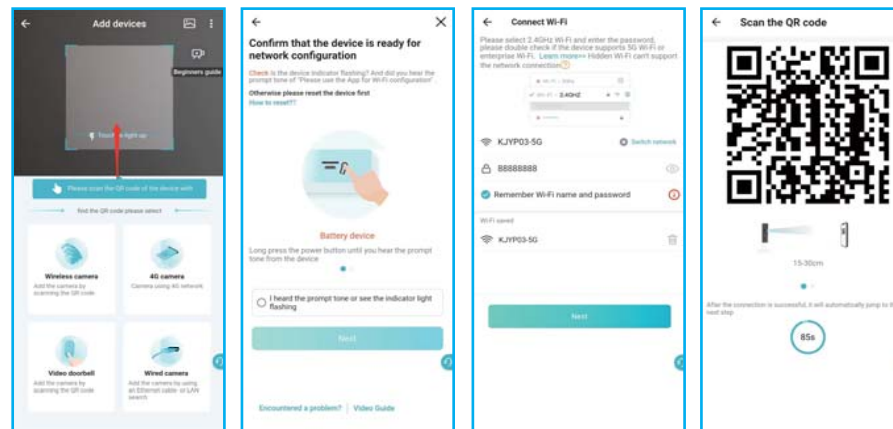 Add devices
Beginners guide
Touch to light up
Please scan the QR code of the device with
find the QR code please select
Wireless camera
Add the camera by
scanning the QR code
4G camera
Camera using 4G network
Video doorbell
Add the camera by
scanning the QR code
Wired camera
Add the camera by using
an Ethernet cable or LAN
search
Confirm that the device is ready for
network configuration
Check is the device indicator flashing? And did you hear the
prompt tone of "Please use the App for Wi-Fi configuration" .
Otherwise please reset the device first
How to reset??
Battery device
Long press the power button until you hear the prompt
tone from the device
I heard the prompt tone or see the indicator light
flashing
Next
Encountered a problem? | Video Guide
Connect Wi-Fi
Please select 2.4GHz Wi-Fi and enter the password,
please double check if the device supports 5G Wi-Fi or
enterprise Wi-Fi. Learn more>> Hidden Wi-Fi can't support
the network connection
2.4GHZ
KJYP03-5G
Switch network
88888888
Remember Wi-Fi name and password
Wi-Fi saved
KJYP03-5G
Next
Scan the QR code
15-30cm
After the connection is successful, it will automatically jump to
next step
85s